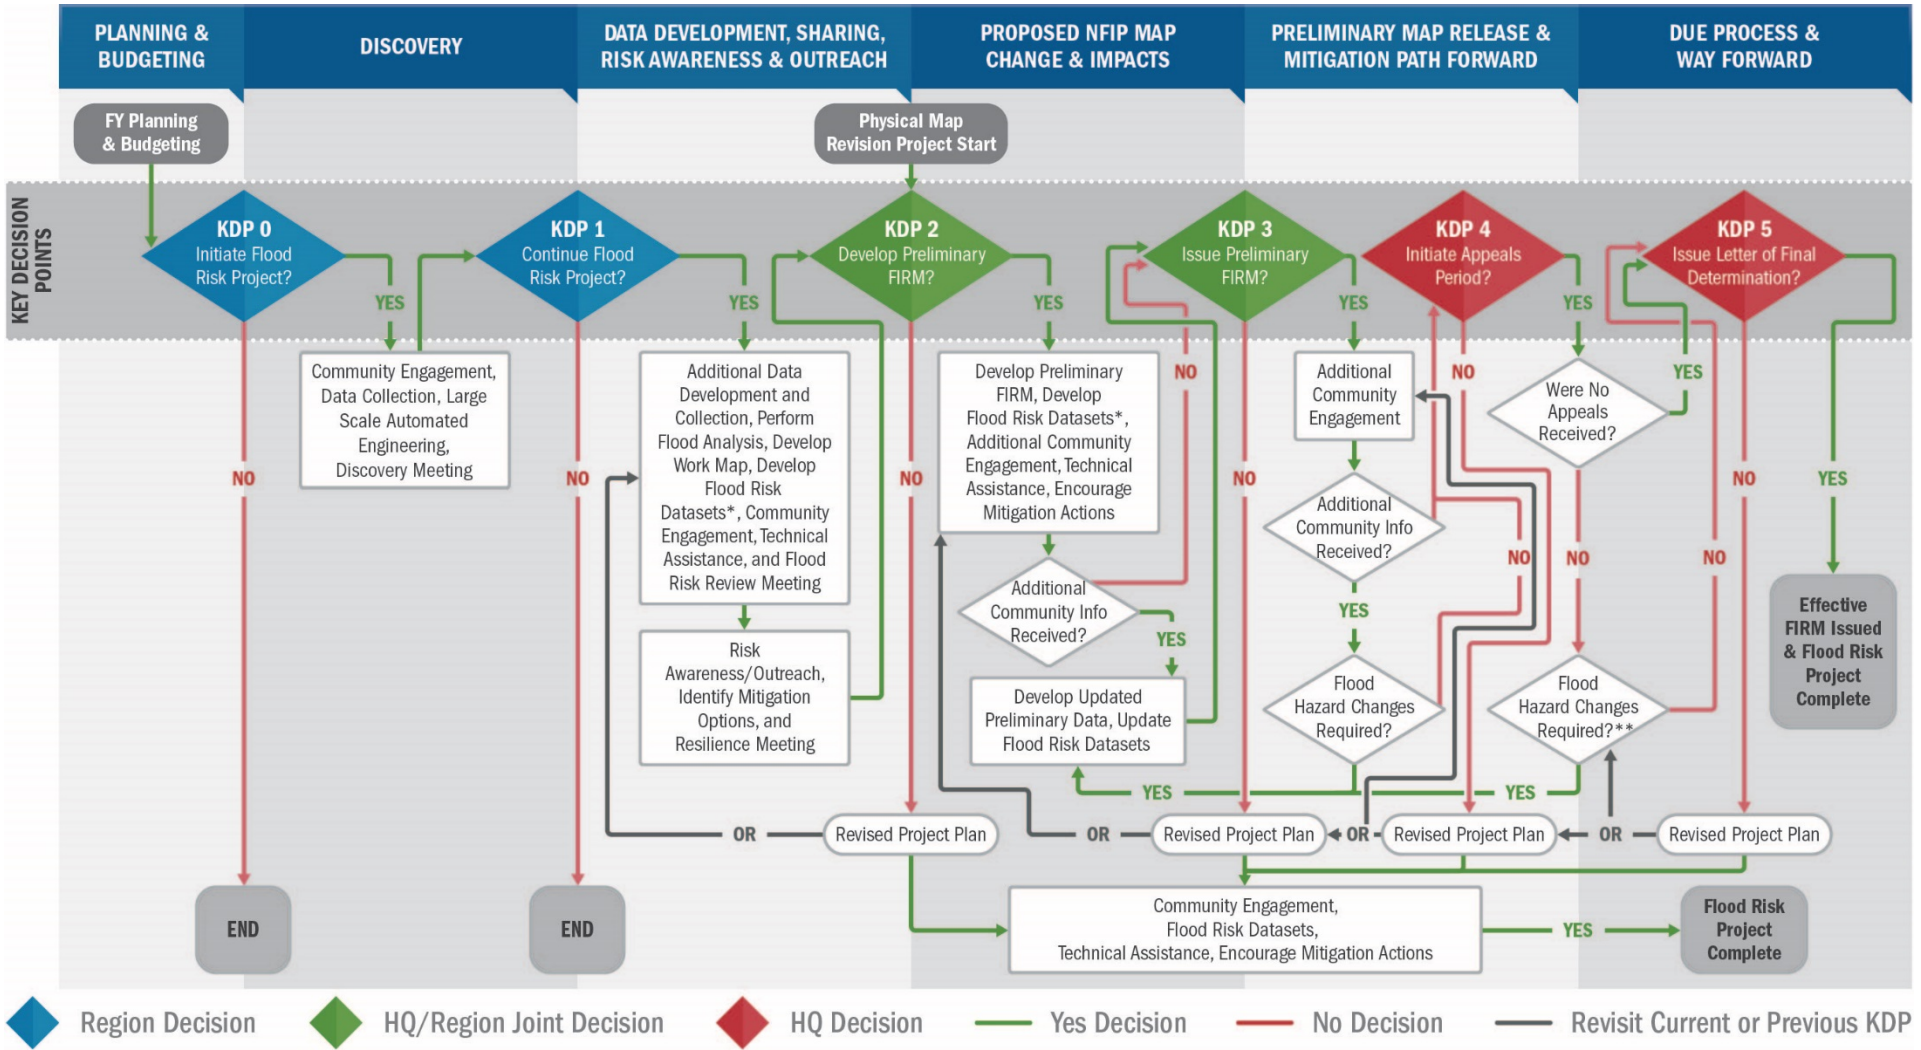 PLANNING &
BUDGETING
DISCOVERY
DATA DEVELOPMENT, SHARING,
RISK AWARENESS & OUTREACH
PROPOSED NFIP MAP
CHANGE & IMPACTS
PRELIMINARY MAP RELEASE &
MITIGATION PATH FORWARD
DUE PROCESS &
WAY FORWARD
FY Planning
& Budgeting
Physical Map
Revision Project Start
KEY DECISION
POINTS
KDP 0
Initiate Flood
Risk Project?
KDP 1
Continue Flood
Risk Project?
KDP 2
Develop Preliminary
FIRM?
KDP 3
Issue Preliminary
FIRM?
KDP 4
Initiate Appeals
Period?
KDP 5
Issue Letter of Final
Determination?
YES
YES
YES
YES
YES
Community Engagement,
Data Collection, Large
Scale Automated
Engineering,
Discovery Meeting
Additional Data
Development and
Collection, Perform
Flood Analysis, Develop
Work Map, Develop
Flood Risk
Datasets*, Community
Engagement, Technical
Assistance, and Flood
Risk Review Meeting
Develop Preliminary
FIRM, Develop
Flood Risk Datasets*,
Additional Community
Engagement, Technical
Assistance, Encourage
Mitigation Actions
NO
Additional
Community
Engagement
NO
Were No
Appeals
Received?
YES
NO
NO
NO
NO
NO
YES
Additional
Community Info
Received?
NO
NO
NO
Additional
Community Info
Received?
YES
YES
Effective
FIRM Issued
& Flood Risk
Project
Complete
Risk
Awareness/Outreach,
Identify Mitigation
Options, and
Resilience Meeting
Develop Updated
Preliminary Data, Update
Flood Risk Datasets
Flood
Hazard Changes
Required?
Flood
Hazard Changes
Required?**
YES
YES
OR
Revised Project Plan
OR
Revised Project Plan
OR
Revised Project Plan
OR
Revised Project Plan
END
END
Community Engagement,
Flood Risk Datasets,
Technical Assistance, Encourage Mitigation Actions
YES
Flood Risk
Project
Complete
Region Decision
HQ/Region Joint Decision
HQ Decision
Yes Decision
No Decision
Revisit Current or Previous KDP